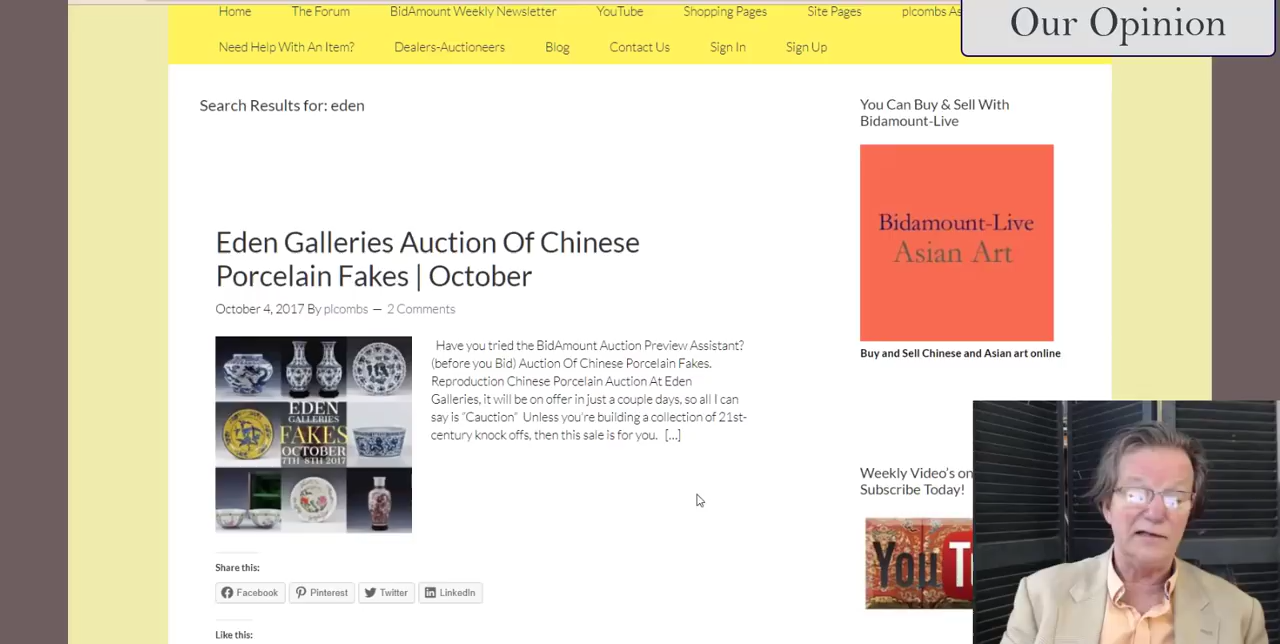 Home The Forum BidAmount Weekly Newsletter YouTube Shopping Pages Site Pages plcombs As
Our Opinion
Need Help With An Item? Dealers-Auctioneers Blog Contact Us Sign In Sign Up
Search Results for: eden
You Can Buy & Sell With
Bidamount-Live
Bidamount-Live
Asian Art
Buy and Sell Chinese and Asian art online
Eden Galleries Auction Of Chinese
Porcelain Fakes | October
October 4, 2017 By plcombs — 2 Comments
EDEN
GALLERIES
FAKES
OCTOBER
7TH 8TH 2017
Have you tried the BidAmount Auction Preview Assistant?
(before you Bid) Auction Of Chinese Porcelain Fakes.
Reproduction Chinese Porcelain Auction At Eden
Galleries, it will be on offer in just a couple days, so all I can
say is “Cauction” Unless you’re building a collection of 21st-
century knock offs, then this sale is for you. […]
Weekly Video's on
Subscribe Today!
You T
Share this:
Facebook Pinterest Twitter LinkedIn
Like this: